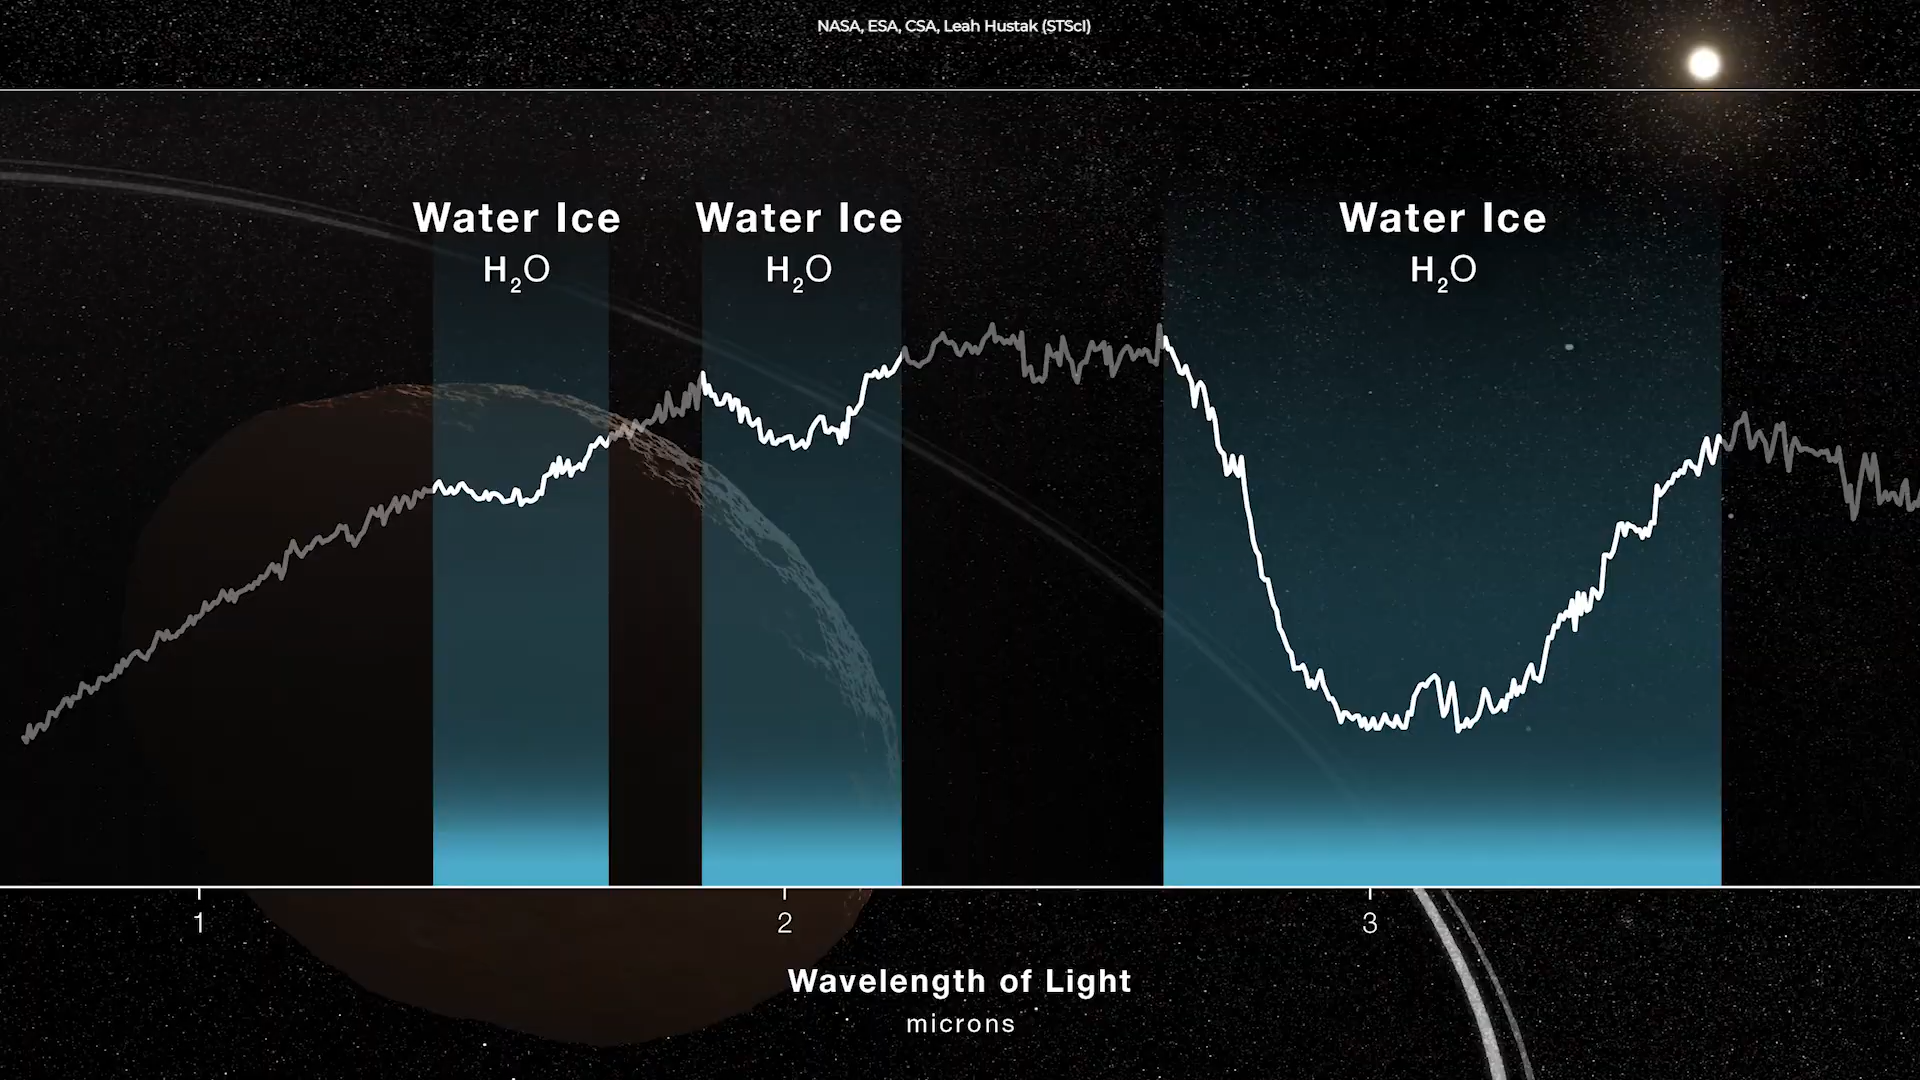 NASA, ESA, CSA, Leah Hustak (STScI)
Water Ice Water Ice Water Ice
H₂O H₂O H₂O
1 2 3
Wavelength of Light
microns